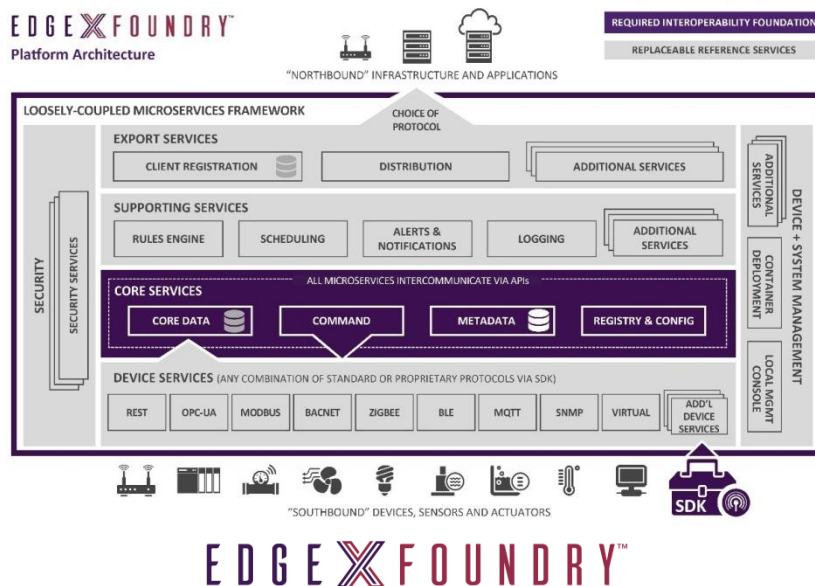 EDGE X FOUNDRY™
Platform Architecture
REQUIRED INTEROPERABILITY FOUNDATION
REPLACEABLE REFERENCE SERVICES
"NORTHBOUND" INFRASTRUCTURE AND APPLICATIONS
LOOSELY-COUPLED MICROSERVICES FRAMEWORK
CHOICE OF
PROTOCOL
SECURITY
SECURITY SERVICES
EXPORT SERVICES
CLIENT REGISTRATION
DISTRIBUTION
ADDITIONAL SERVICES
SUPPORTING SERVICES
RULES ENGINE
SCHEDULING
ALERTS &
NOTIFICATIONS
LOGGING
ADDITIONAL
SERVICES
ALL MICROSERVICES INTERCOMMUNICATE VIA APIs
CORE SERVICES
CORE DATA
COMMAND
METADATA
REGISTRY & CONFIG
DEVICE SERVICES (ANY COMBINATION OF STANDARD OR PROPRIETARY PROTOCOLS VIA SDK)
REST
OPC-UA
MODBUS
BACNET
ZIGBEE
BLE
MQTT
SNMP
VIRTUAL
ADD'L
DEVICE
SERVICES
ADDITIONAL
SERVICES
CONTAINER
DEPLOYMENT
LOCAL MGMT
CONSOLE
DEVICE + SYSTEM MANAGEMENT
SDK
"SOUTHBOUND" DEVICES, SENSORS AND ACTUATORS
EDGE X FOUNDRY™